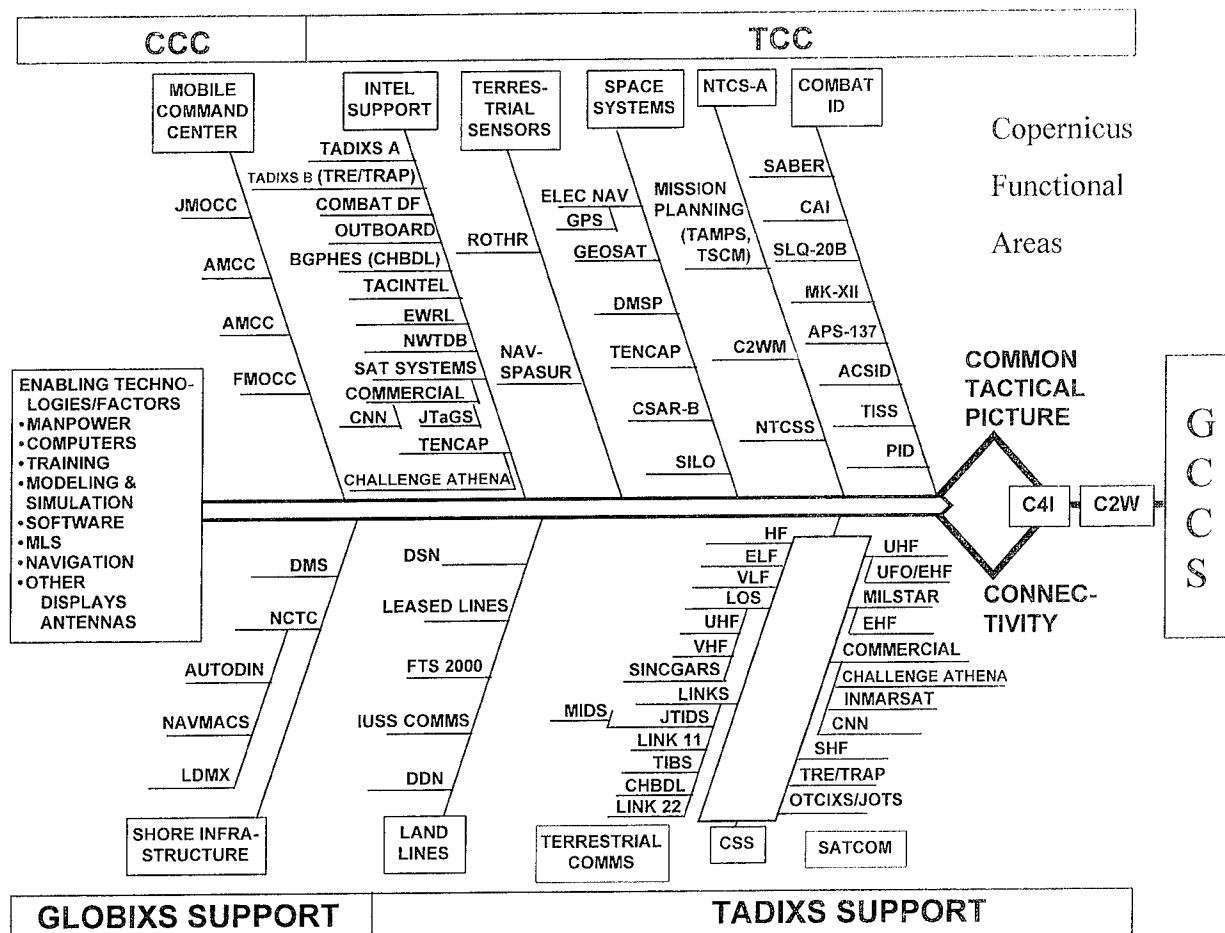 CCC
TCC
MOBILE
COMMAND
CENTER
INTEL
SUPPORT
TERRES-
TRIAL
SENSORS
SPACE
SYSTEMS
NTCS-A
COMBAT
ID
Copernicus
Functional
Areas
JMOCC
AMCC
AMCC
FMOCC
TADIXS A
TADIXS B (TRE/TRAP)
COMBAT DF
OUTBOARD
BGPHES (CHBDL)
TACINTEL
EWRL
NWTDB
SAT SYSTEMS
COMMERCIAL
CNN
JTaGS
TENCAP
CHALLENGE ATHENA
ROTHR
NAV-
SPASUR
ELEC NAV
GPS
GEOSAT
DMSP
TENCAP
CSAR-B
SILO
MISSION
PLANNING
(TAMPS,
TSCM)
C2WM
NTCSS
SABER
CAI
SLQ-20B
MK-XII
APS-137
ACSID
TISS
PID
ENABLING TECHNO-
LOGIES/FACTORS
•MANPOWER
•COMPUTERS
•TRAINING
•MODELING &
SIMULATION
•SOFTWARE
•MLS
•NAVIGATION
•OTHER
DISPLAYS
ANTENNAS
COMMON
TACTICAL
PICTURE
C4I
C2W
G
C
C
S
CONNEC-
TIVITY
DMS
NCTC
AUTODIN
NAVMACS
LDMX
DSN
LEASED LINES
FTS 2000
IUSS COMMS
DDN
HF
ELF
VLF
LOS
UHF
VHF
SINCGARS
LINKS
MIDS
JTIDS
LINK 11
TIBS
CHBDL
LINK 22
UHF
UFO/EHF
MILSTAR
EHF
COMMERCIAL
CHALLENGE ATHENA
INMARSAT
CNN
SHF
TRE/TRAP
OTCIXS/JOTS
SHORE INFRA-
STRUCTURE
LAND
LINES
TERRESTRIAL
COMMS
CSS
SATCOM
GLOBIXS SUPPORT
TADIXS SUPPORT